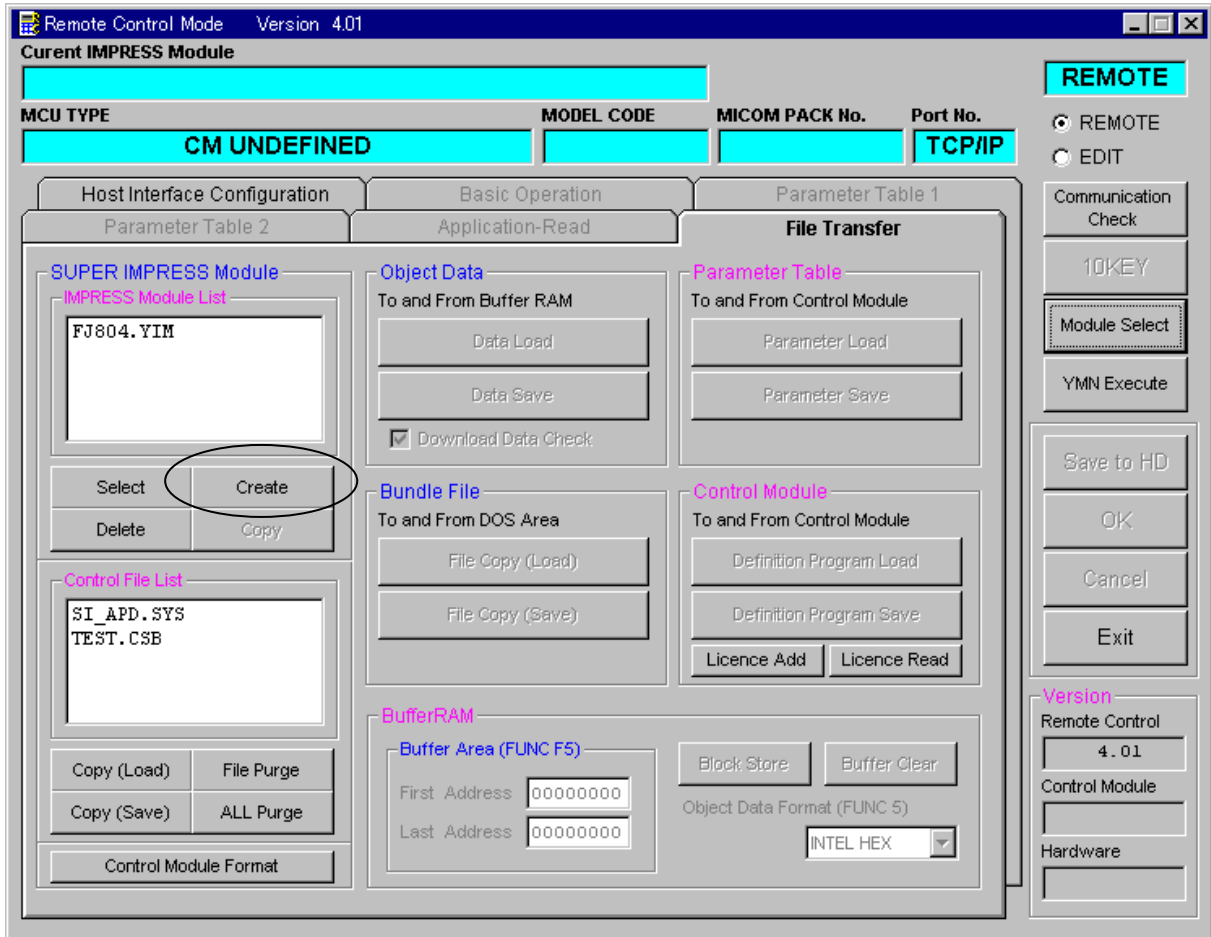 Remote Control Mode Version 4.01
Curent IMPRESS Module
REMOTE
MCU TYPE
MODEL CODE
MICOM PACK No.
Port No.
CM UNDEFINED
TCP/IP
REMOTE
EDIT
Host Interface Configuration
Basic Operation
Parameter Table 1
Parameter Table 2
Application-Read
File Transfer
SUPER IMPRESS Module
IMPRESS Module List
FJ804.YIM
Select
Create
Delete
Copy
Control File List
SI_APD.SYS
TEST.CSB
Copy (Load)
File Purge
Copy (Save)
ALL Purge
Control Module Format
Object Data
To and From Buffer RAM
Data Load
Data Save
Download Data Check
Bundle File
To and From DOS Area
File Copy (Load)
File Copy (Save)
Parameter Table
To and From Control Module
Parameter Load
Parameter Save
Control Module
To and From Control Module
Definition Program Load
Definition Program Save
Licence Add
Licence Read
BufferRAM
Buffer Area (FUNC F5)
First Address 00000000
Last Address 00000000
Block Store
Buffer Clear
Object Data Format (FUNC 5)
INTEL HEX
Communication
Check
10KEY
Module Select
YMN Execute
Save to HD
OK
Cancel
Exit
Version
Remote Control
4.01
Control Module
Hardware